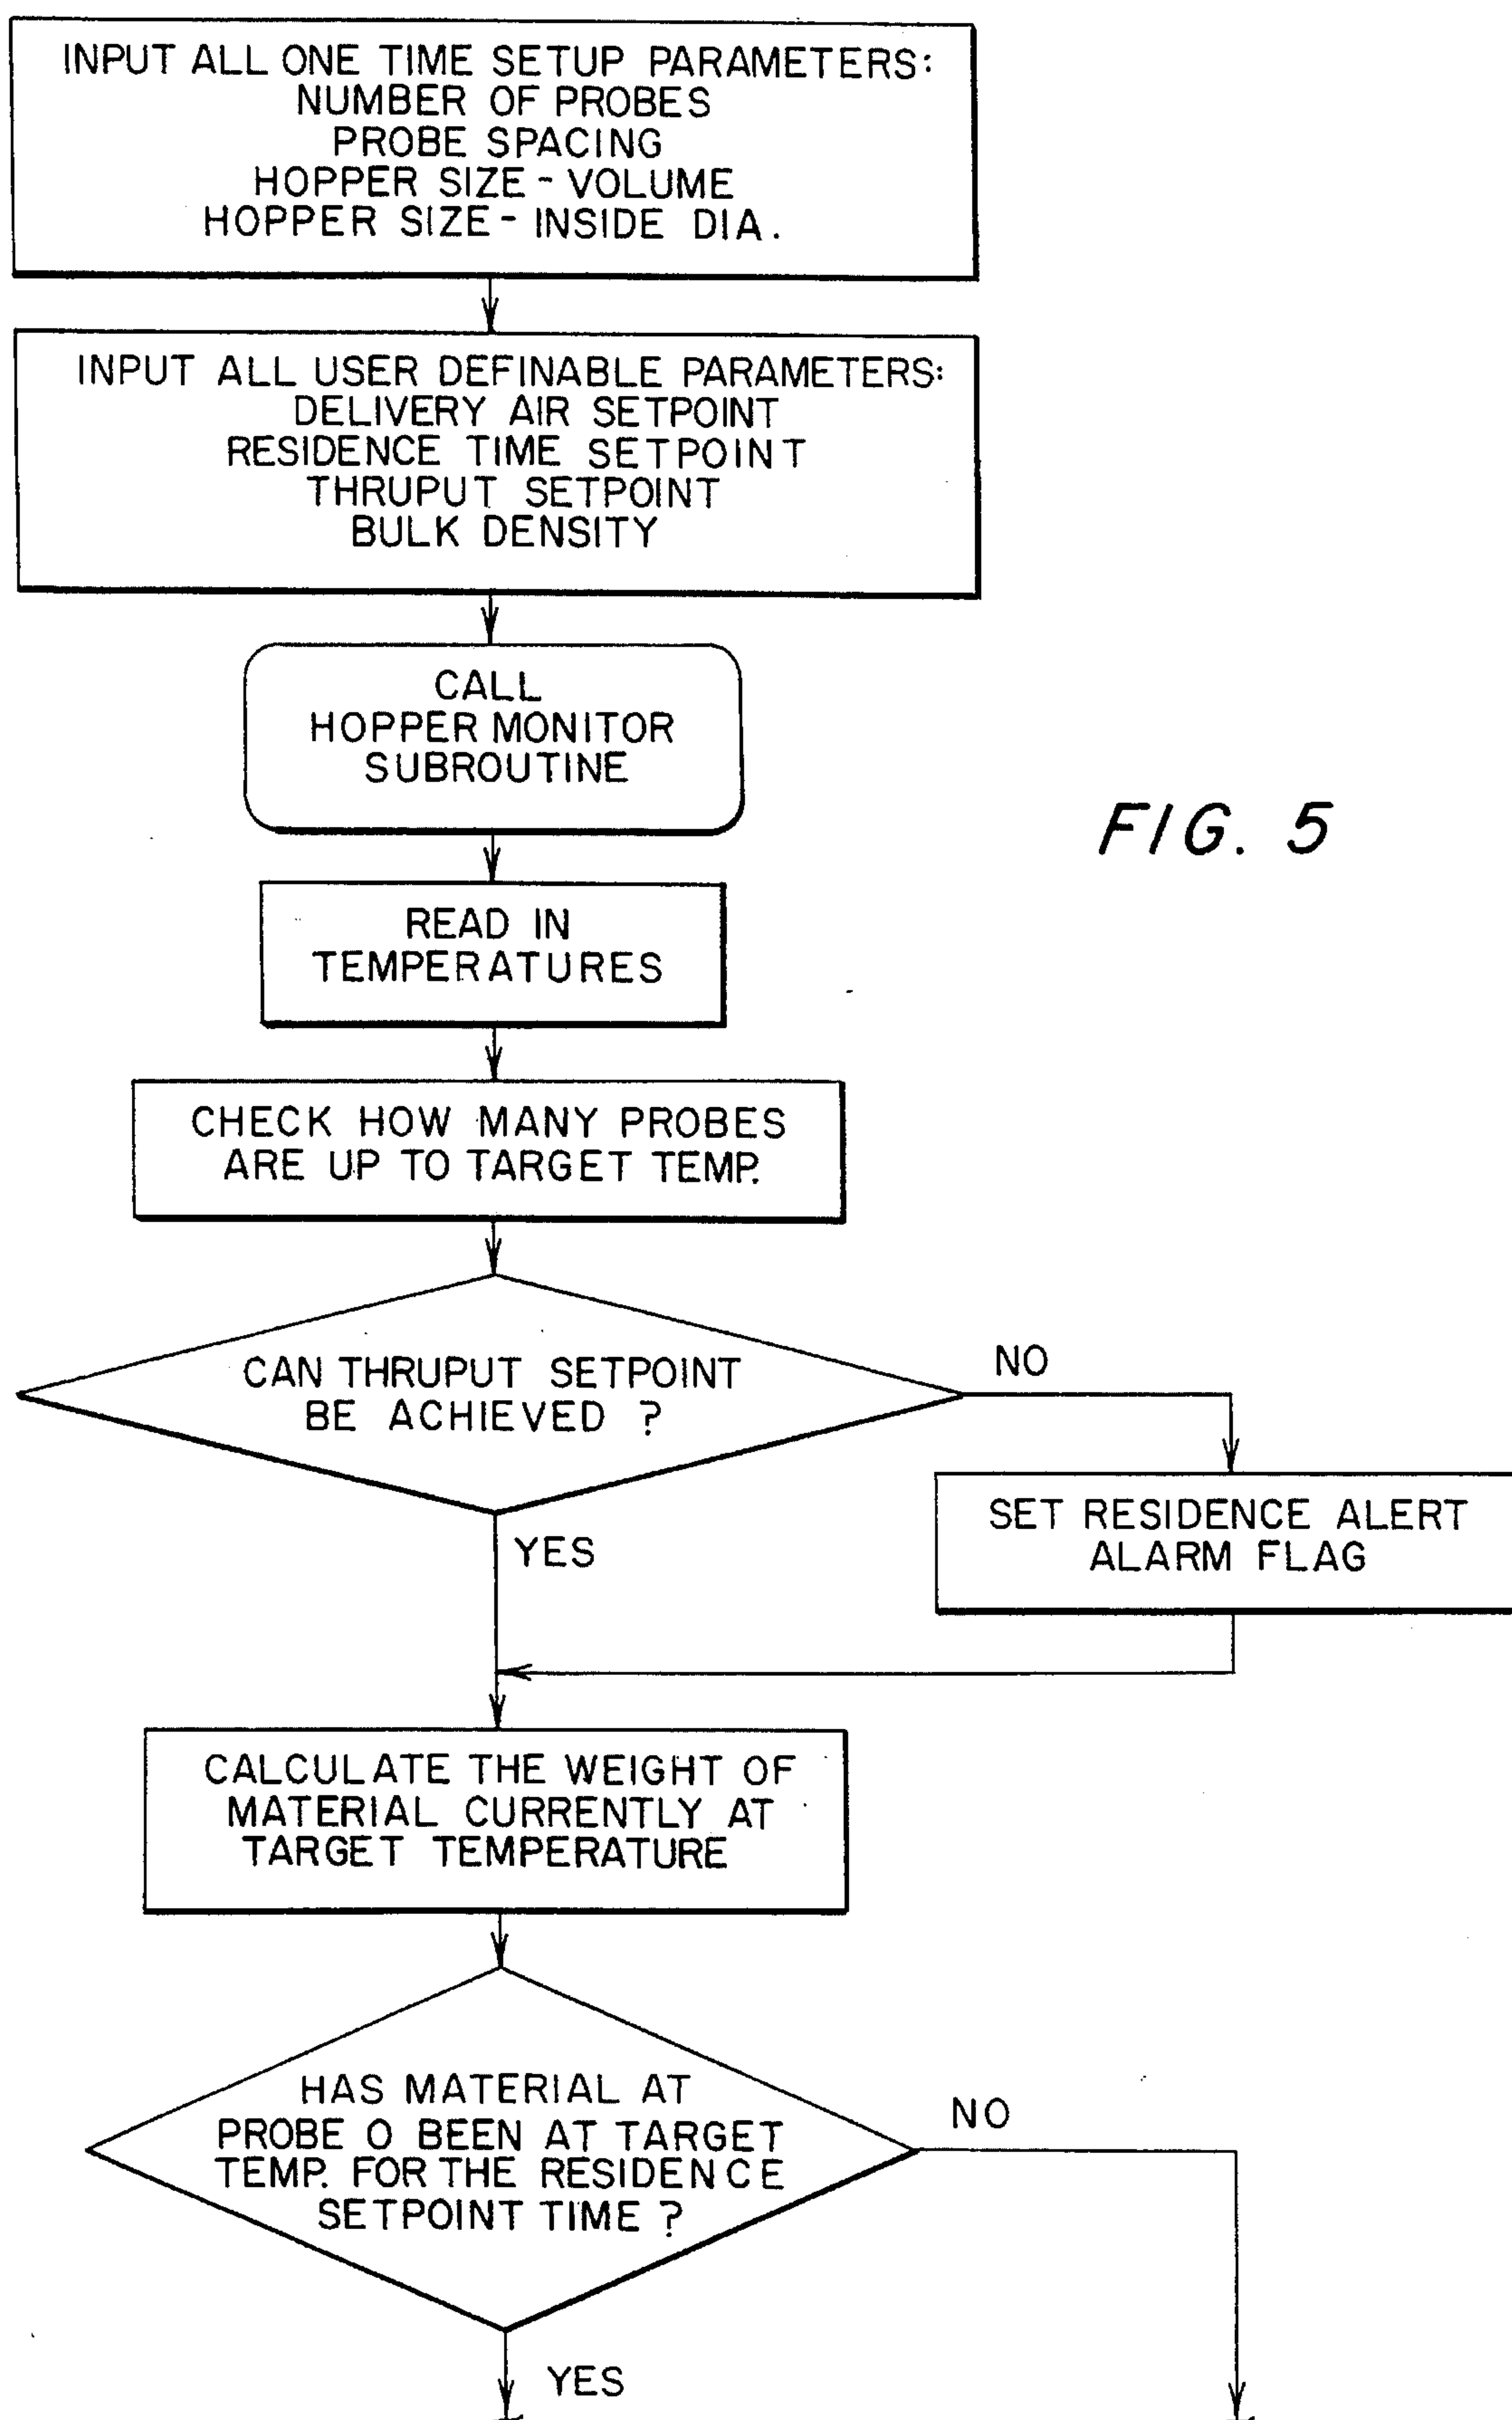 INPUT ALL ONE TIME SETUP PARAMETERS:
NUMBER OF PROBES
PROBE SPACING
HOPPER SIZE - VOLUME
HOPPER SIZE - INSIDE DIA.
INPUT ALL USER DEFINABLE PARAMETERS:
DELIVERY AIR SETPOINT
RESIDENCE TIME SETPOINT
THRUPUT SETPOINT
BULK DENSITY
CALL
HOPPER MONITOR
SUBROUTINE
FIG. 5
READ IN
TEMPERATURES
CHECK HOW MANY PROBES
ARE UP TO TARGET TEMP.
CAN THRUPUT SETPOINT
BE ACHIEVED ?
NO
SET RESIDENCE ALERT
ALARM FLAG
YES
CALCULATE THE WEIGHT OF
MATERIAL CURRENTLY AT
TARGET TEMPERATURE
HAS MATERIAL AT
PROBE O BEEN AT TARGET
TEMP. FOR THE RESIDENCE
SETPOINT TIME ?
NO
YES